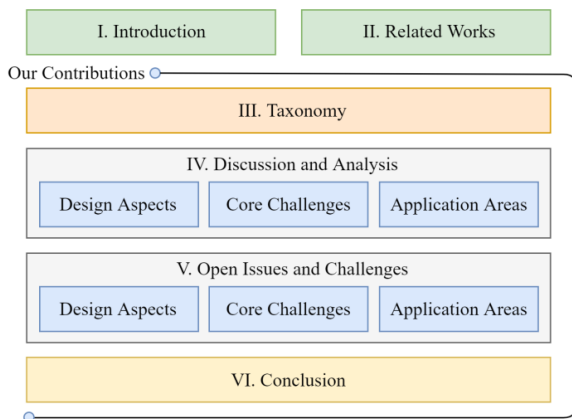 I. Introduction
II. Related Works
Our Contributions
III. Taxonomy
IV. Discussion and Analysis
Design Aspects
Core Challenges
Application Areas
V. Open Issues and Challenges
Design Aspects
Core Challenges
Application Areas
VI. Conclusion